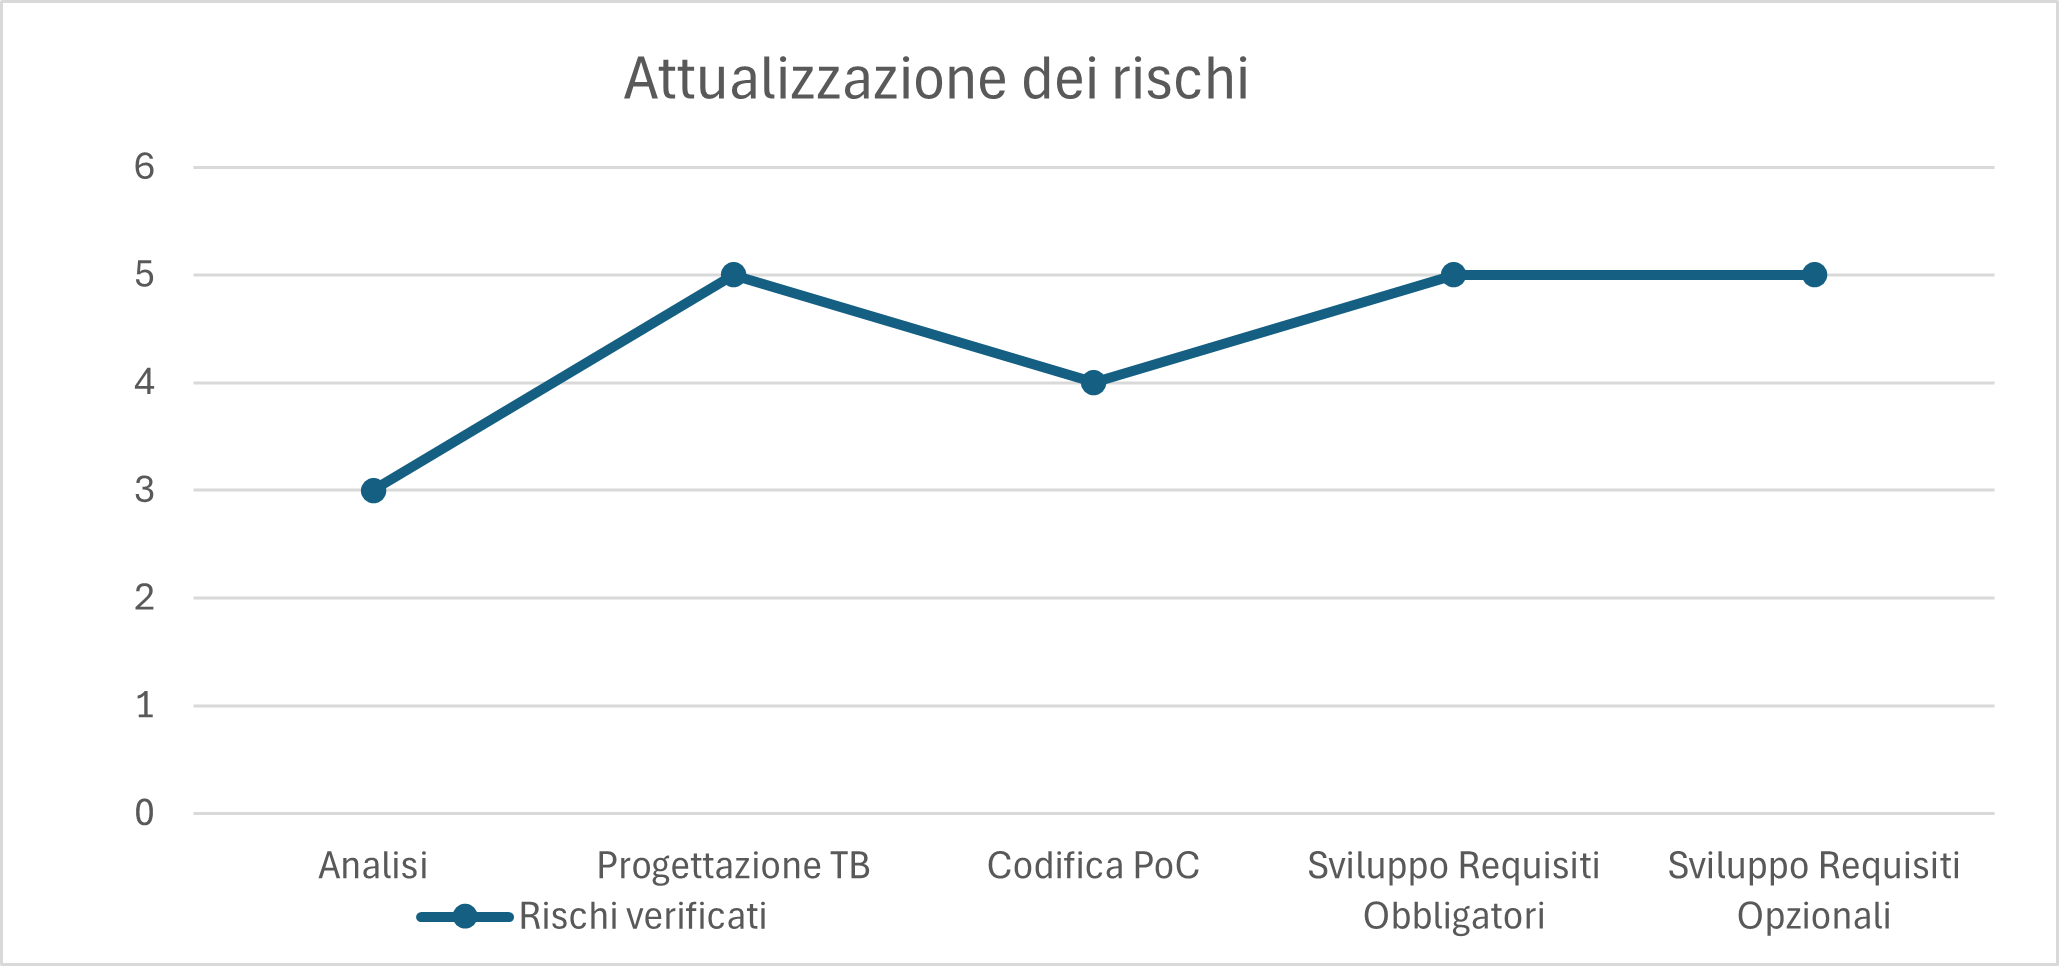 Attualizzazione dei rischi
6
5
4
3
2
1
0
Analisi
Progettazione TB
Codifica PoC
Sviluppo Requisiti
Obbligatori
Sviluppo Requisiti
Opzionali
Rischi verificati